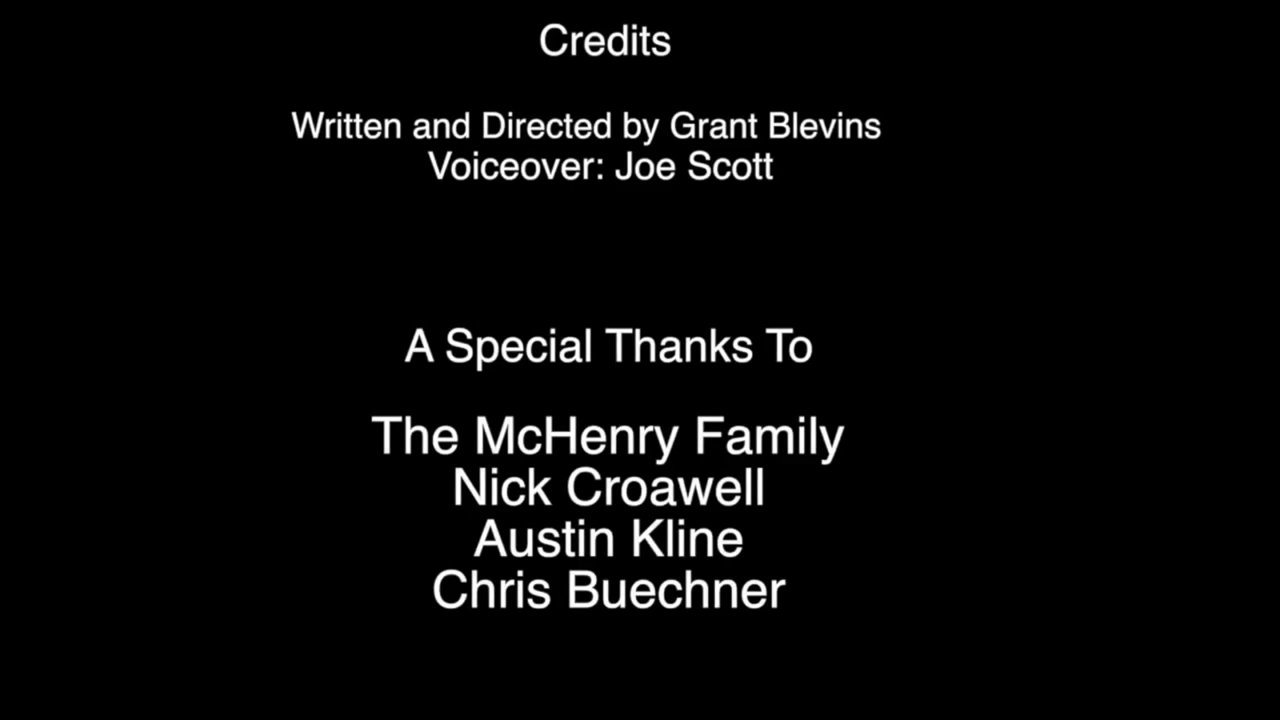 Credits
Written and Directed by Grant Blevins
Voiceover: Joe Scott
A Special Thanks To
The McHenry Family
Nick Croawell
Austin Kline
Chris Buechner